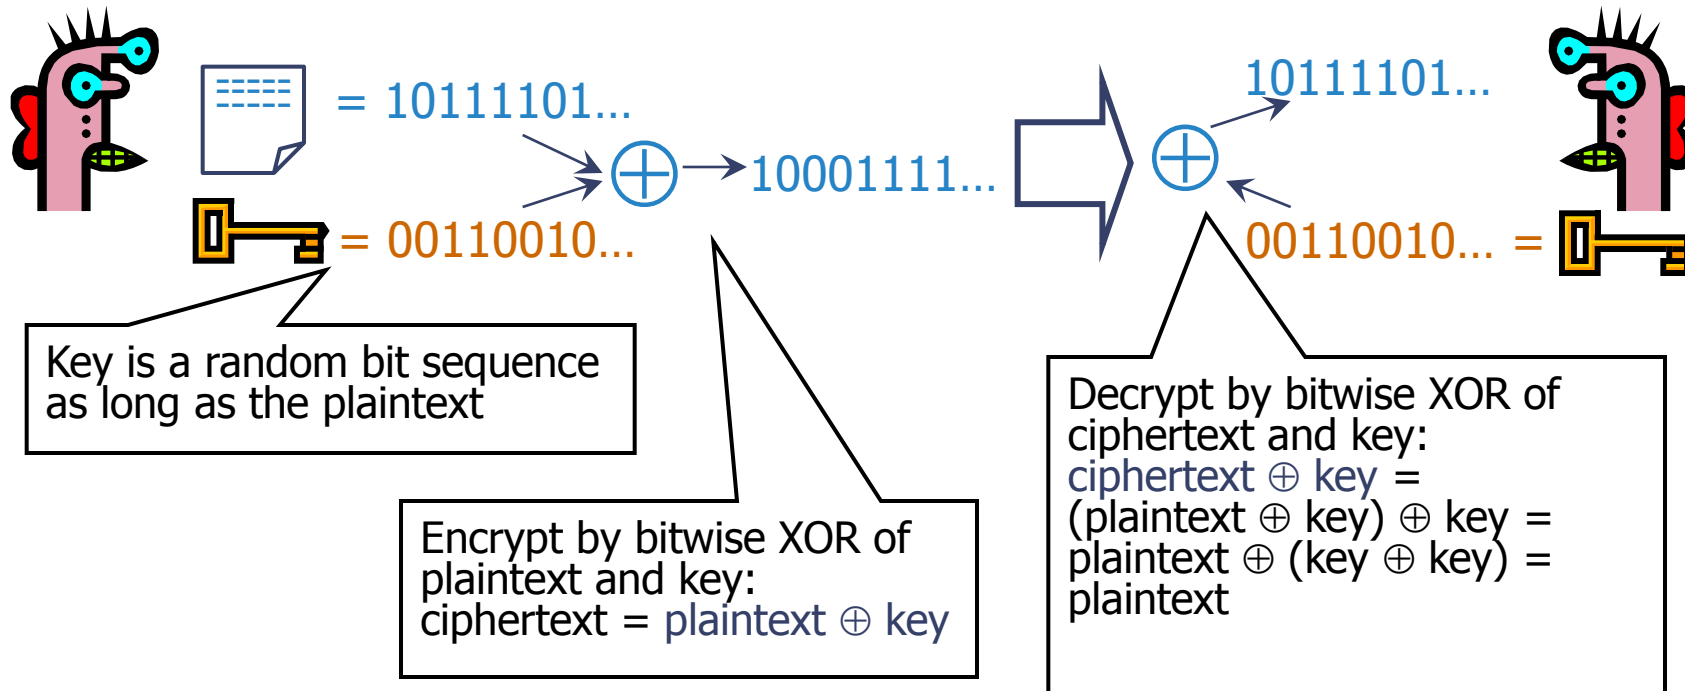 = 10111101...
10001111...
= 00110010...
10111101...
00110010... =
Key is a random bit sequence
as long as the plaintext
Encrypt by bitwise XOR of
plaintext and key:
ciphertext = plaintext ⊕ key
Decrypt by bitwise XOR of
ciphertext and key:
ciphertext ⊕ key =
(plaintext ⊕ key) ⊕ key =
plaintext ⊕ (key ⊕ key) =
plaintext